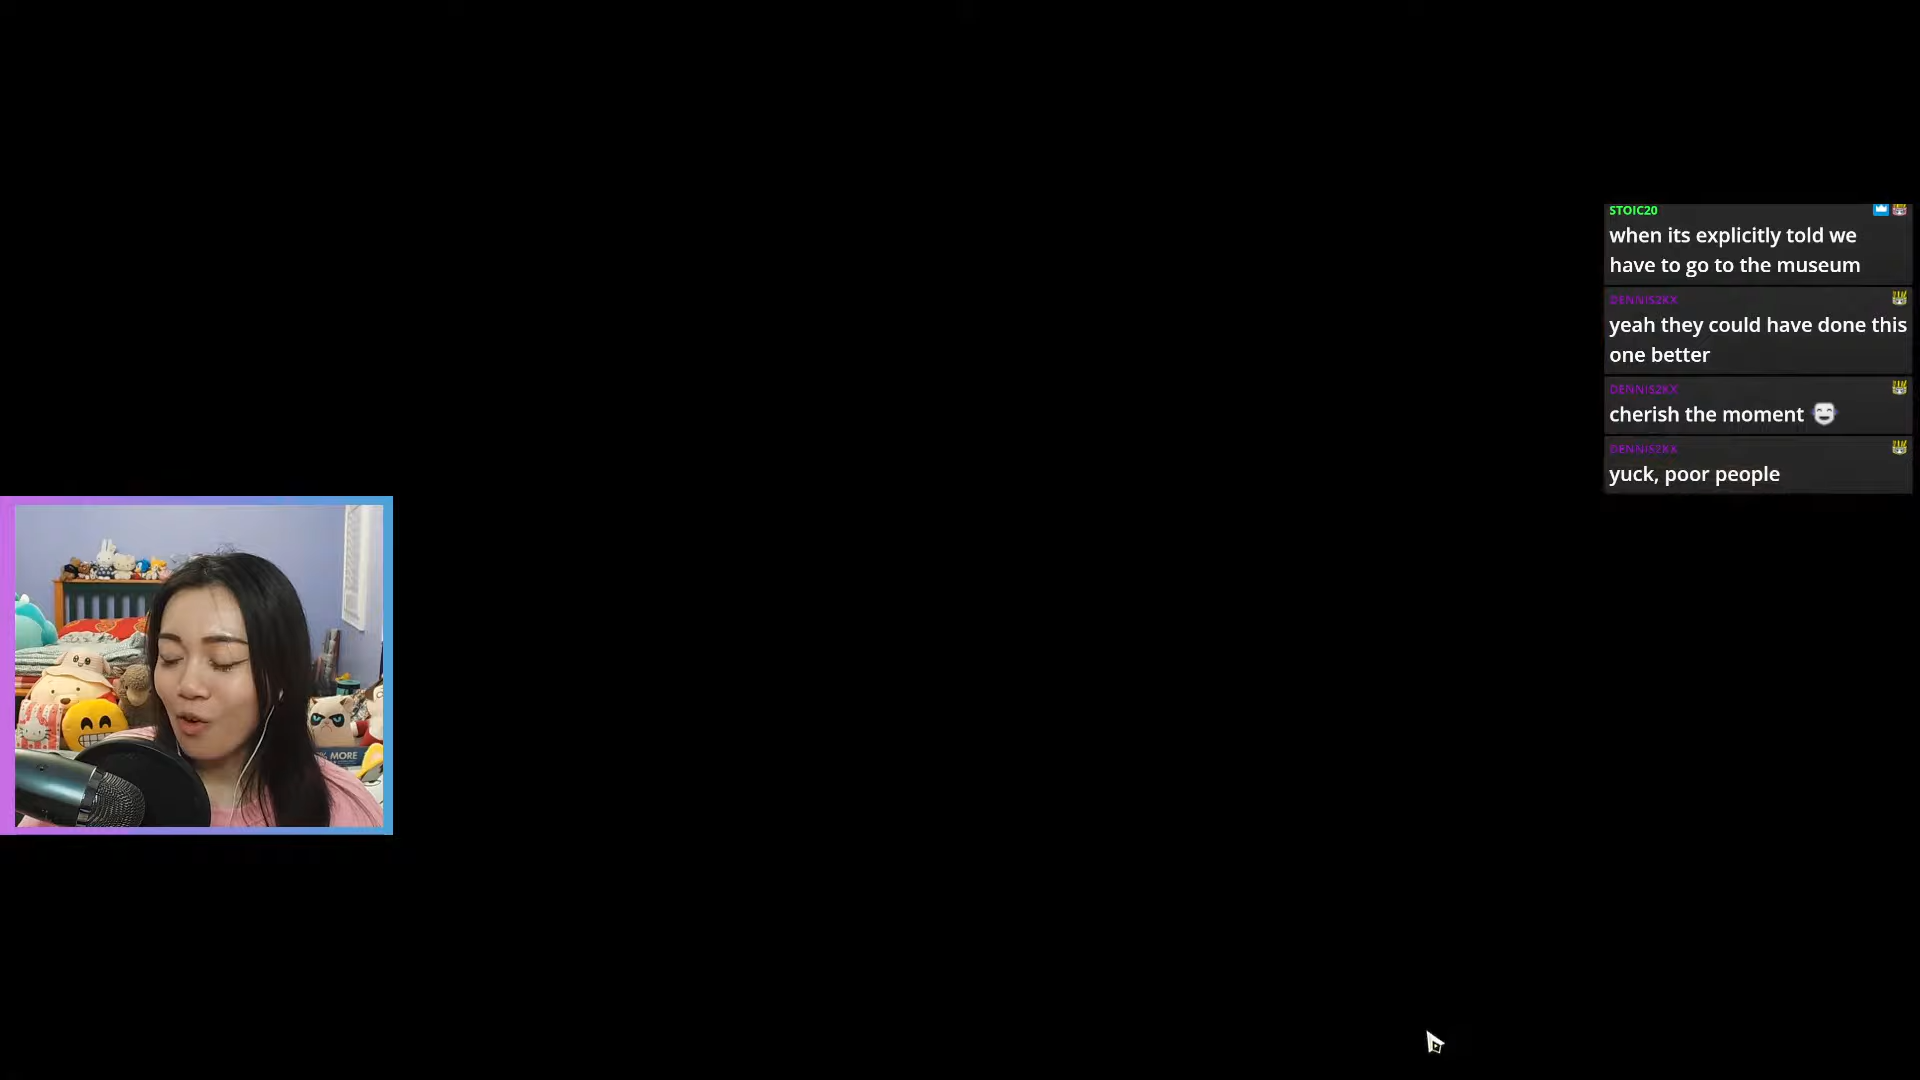 STOIC20
when its explicitly told we
have to go to the museum
DENNIS2KX
yeah they could have done this
one better
DENNIS2KX
cherish the moment
DENNIS2KX
yuck, poor people
MORE